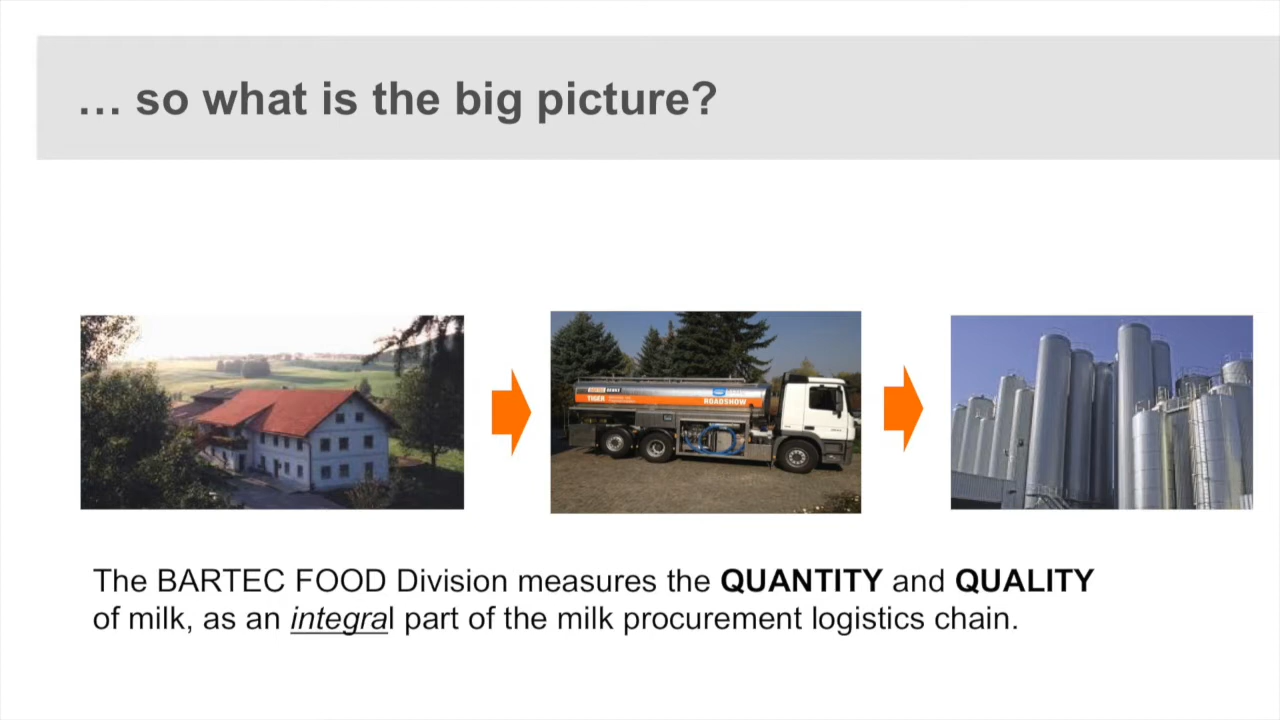 … so what is the big picture?
TIGER
ROADSHOW
The BARTEC FOOD Division measures the QUANTITY and QUALITY
of milk, as an integral part of the milk procurement logistics chain.